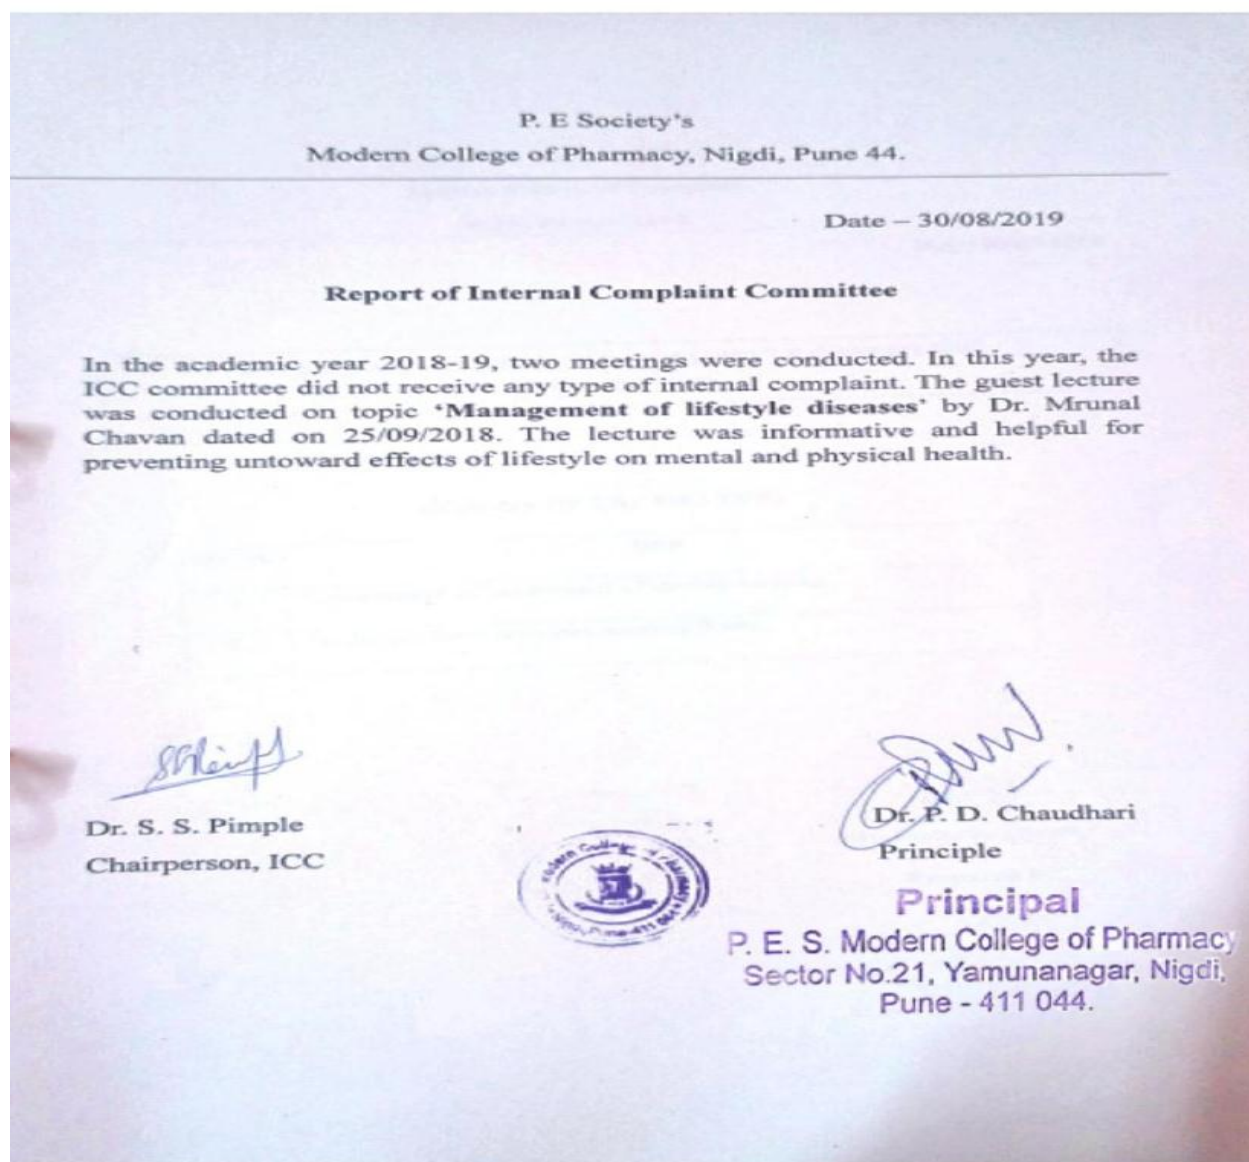 P. E Society's
Modern College of Pharmacy, Nigdi, Pune 44.
Date – 30/08/2019
Report of Internal Complaint Committee
In the academic year 2018-19, two meetings were conducted. In this year, the
ICC committee did not receive any type of internal complaint. The guest lecture
was conducted on topic ‘Management of lifestyle diseases’ by Dr. Mrunal
Chavan dated on 25/09/2018. The lecture was informative and helpful for
preventing untoward effects of lifestyle on mental and physical health.
Dr. S. S. Pimple
Chairperson, ICC
Dr. P. D. Chaudhari
Principle
Principal
P. E. S. Modern College of Pharmacy
Sector No.21, Yamunanagar, Nigdi,
Pune - 411 044.